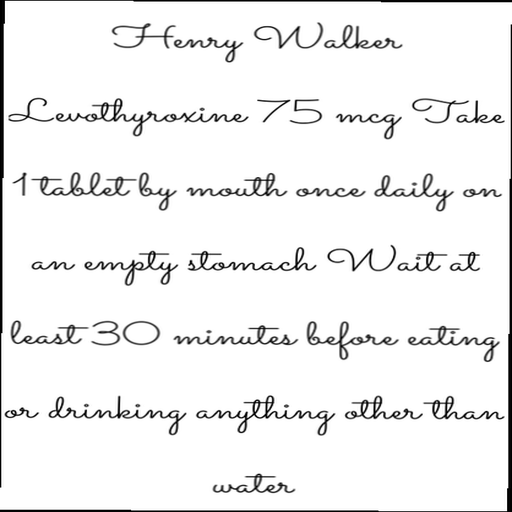 Henry Walker
Levothyroxine 75 mcg Take
1 tablet by mouth once daily on
an empty stomach Wait at
least 30 minutes before eating
or drinking anything other than
water